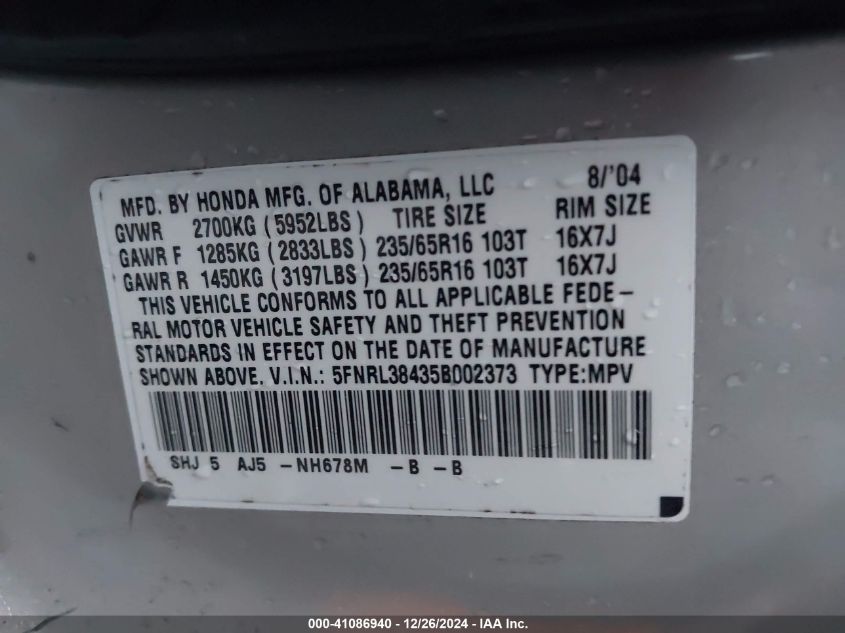 MFD. BY HONDA MFG. OF ALABAMA, LLC 8/'04
GVWR 2700KG (5952LBS) TIRE SIZE RIM SIZE
GAWR F 1285KG (2833LBS) 235/65R16 103T 16X7J
GAWR R 1450KG (3197LBS) 235/65R16 103T 16X7J
THIS VEHICLE CONFORMS TO ALL APPLICABLE FEDE-
RAL MOTOR VEHICLE SAFETY AND THEFT PREVENTION
STANDARDS IN EFFECT ON THE DATE OF MANUFACTURE
SHOWN ABOVE. V.I.N.: 5FNRL38435B002373 TYPE:MPV
SHJ 5 AJ5 -NH678M -B -B
000-41086940 - 12/26/2024 - IAA Inc.